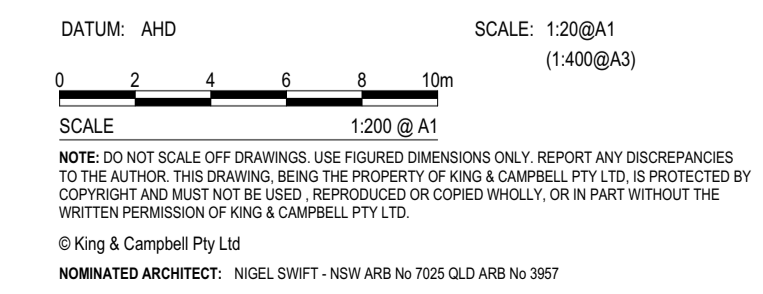 DATUM: AHD SCALE: 1:20@A1
(1:400@A3)
0 2 4 6 8 10m
SCALE 1:200 @ A1
NOTE: DO NOT SCALE OFF DRAWINGS. USE FIGURED DIMENSIONS ONLY. REPORT ANY DISCREPANCIES
TO THE AUTHOR. THIS DRAWING, BEING THE PROPERTY OF KING & CAMPBELL PTY LTD, IS PROTECTED BY
COPYRIGHT AND MUST NOT BE USED , REPRODUCED OR COPIED WHOLLY, OR IN PART WITHOUT THE
WRITTEN PERMISSION OF KING & CAMPBELL PTY LTD.
© King & Campbell Pty Ltd
NOMINATED ARCHITECT: NIGEL SWIFT - NSW ARB No 7025 QLD ARB No 3957